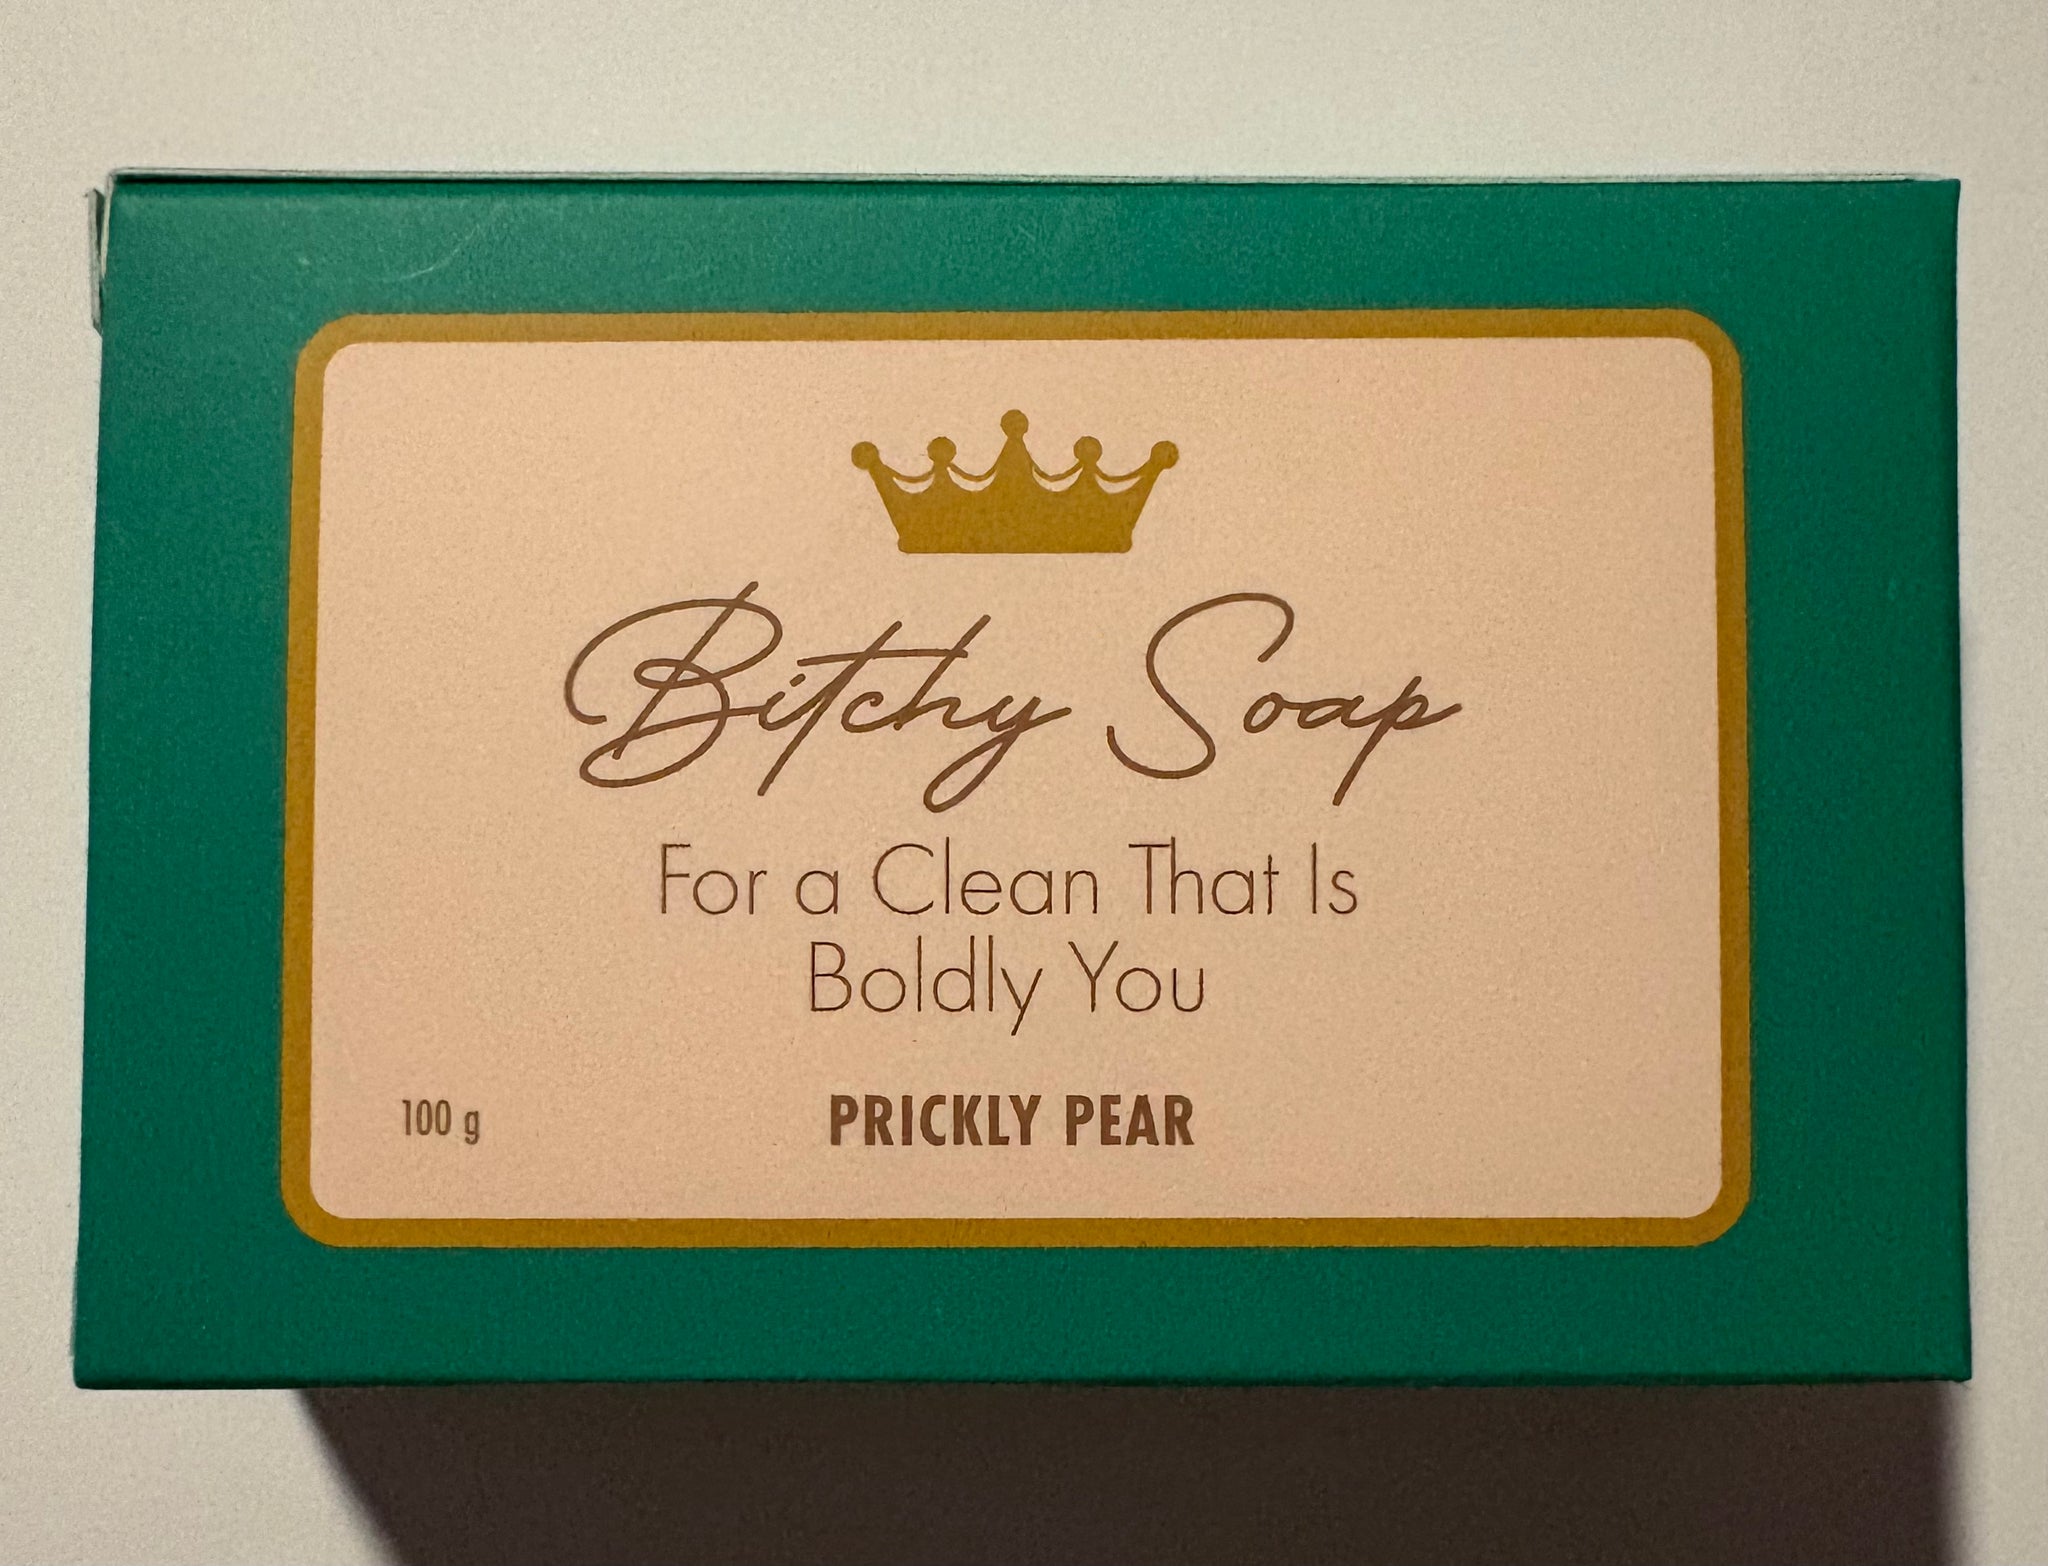 Bitchy Soap
For a Clean That Is
Boldly You
PRICKLY PEAR
100 g